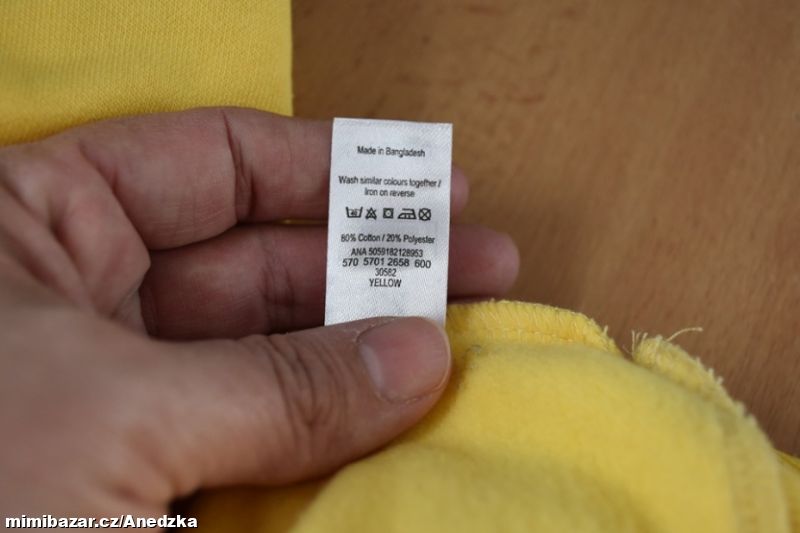 Made in Bangladesh
Wash similar colours together /
Iron on reverse
80% Cotton / 20% Polyester
ANA 5059182128953
570 5701 2658 600
30582
YELLOW
mimibazar.cz/Anedzka